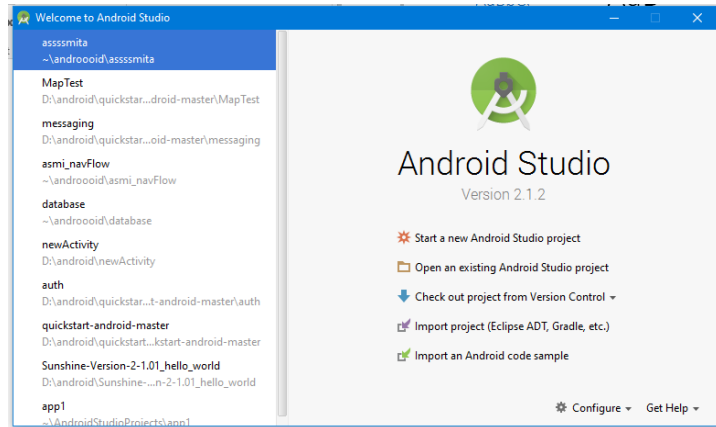 Welcome to Android Studio
assssmita
~\androooid\assssmita
MapTest
D:\android\quickstar...droid-master\MapTest
messaging
D:\android\quickstar...oid-master\messaging
asmi_navFlow
~\androooid\asmi_navFlow
database
~\androooid\database
newActivity
D:\android\newActivity
auth
D:\android\quickstar...t-android-master\auth
quickstart-android-master
D:\android\quickstart...kstart-android-master
Sunshine-Version-2-1.01_hello_world
D:\android\Sunshine-...n-2-1.01_hello_world
app1
~\AndroidStudioProjects\app1
Android Studio
Version 2.1.2
Start a new Android Studio project
Open an existing Android Studio project
Check out project from Version Control
Import project (Eclipse ADT, Gradle, etc.)
Import an Android code sample
Configure
Get Help